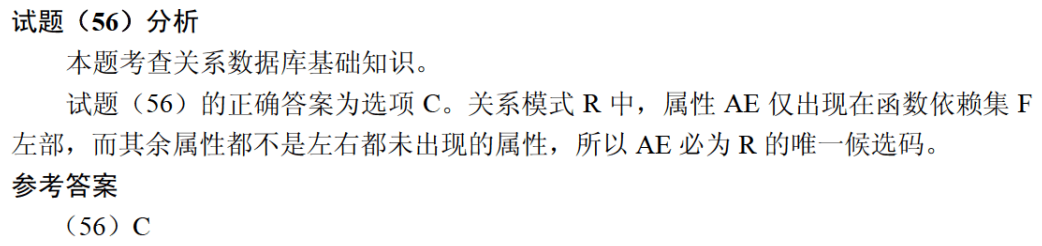 试题（56）分析
本题考查关系数据库基础知识。
试题（56）的正确答案为选项 C。关系模式 R 中，属性 AE 仅出现在函数依赖集 F
左部，而其余属性都不是左右都未出现的属性，所以 AE 必为 R 的唯一候选码。
参考答案
（56）C